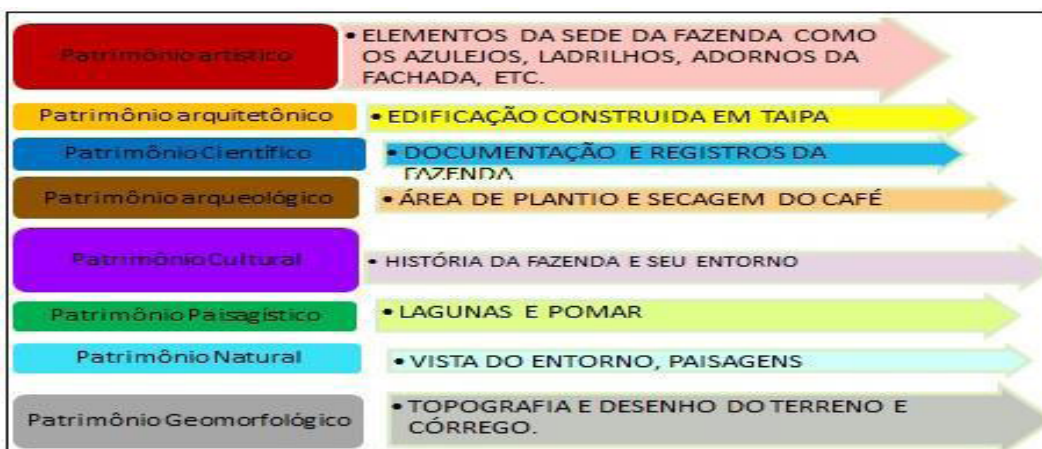 Patrimônio artístico
• ELEMENTOS DA SEDE DA FAZENDA COMO
OS AZULEJOS, LADRILHOS, ADORNOS DA
FACHADA, ETC.
Patrimônio arquitetônico
• EDIFICAÇÃO CONSTRUIDA EM TAIPA
Patrimônio Científico
• DOCUMENTAÇÃO E REGISTROS DA
FAZENDA
Patrimônio arqueológico
• ÁREA DE PLANTIO E SECAGEM DO CAFÉ
Patrimônio Cultural
• HISTÓRIA DA FAZENDA E SEU ENTORNO
Patrimônio Paisagístico
• LAGUNAS E POMAR
Patrimônio Natural
• VISTA DO ENTORNO, PAISAGENS
Patrimônio Geomorfológico
• TOPOGRAFIA E DESENHO DO TERRENO E
CÓRREGO.